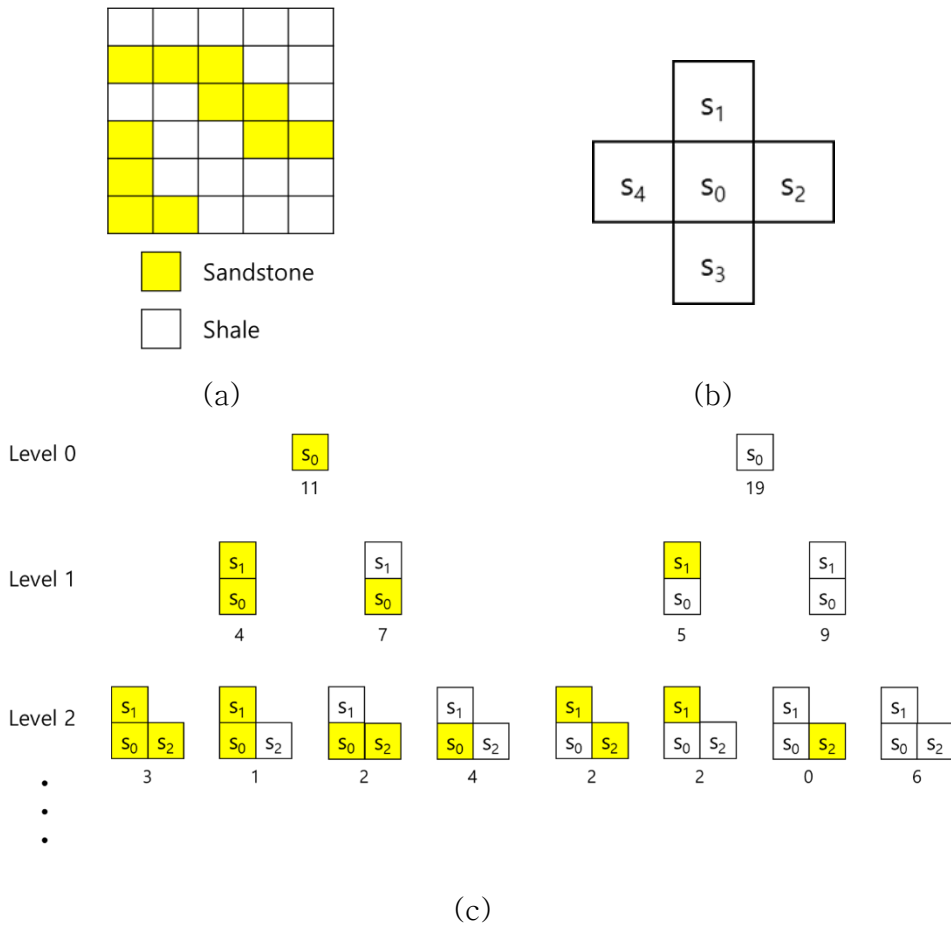 Sandstone
Shale
(a)
s₁
s₄ s₀ s₂
s₃
(b)
Level 0
s₀
11
s₀
19
Level 1
s₁
s₀
4
s₁
s₀
7
s₁
s₀
5
s₁
s₀
9
Level 2
s₁
s₀ s₂
3
s₁
s₀ s₂
1
s₁
s₀ s₂
2
s₁
s₀ s₂
4
s₁
s₀ s₂
2
s₁
s₀ s₂
2
s₁
s₀ s₂
0
s₁
s₀ s₂
6
(c)